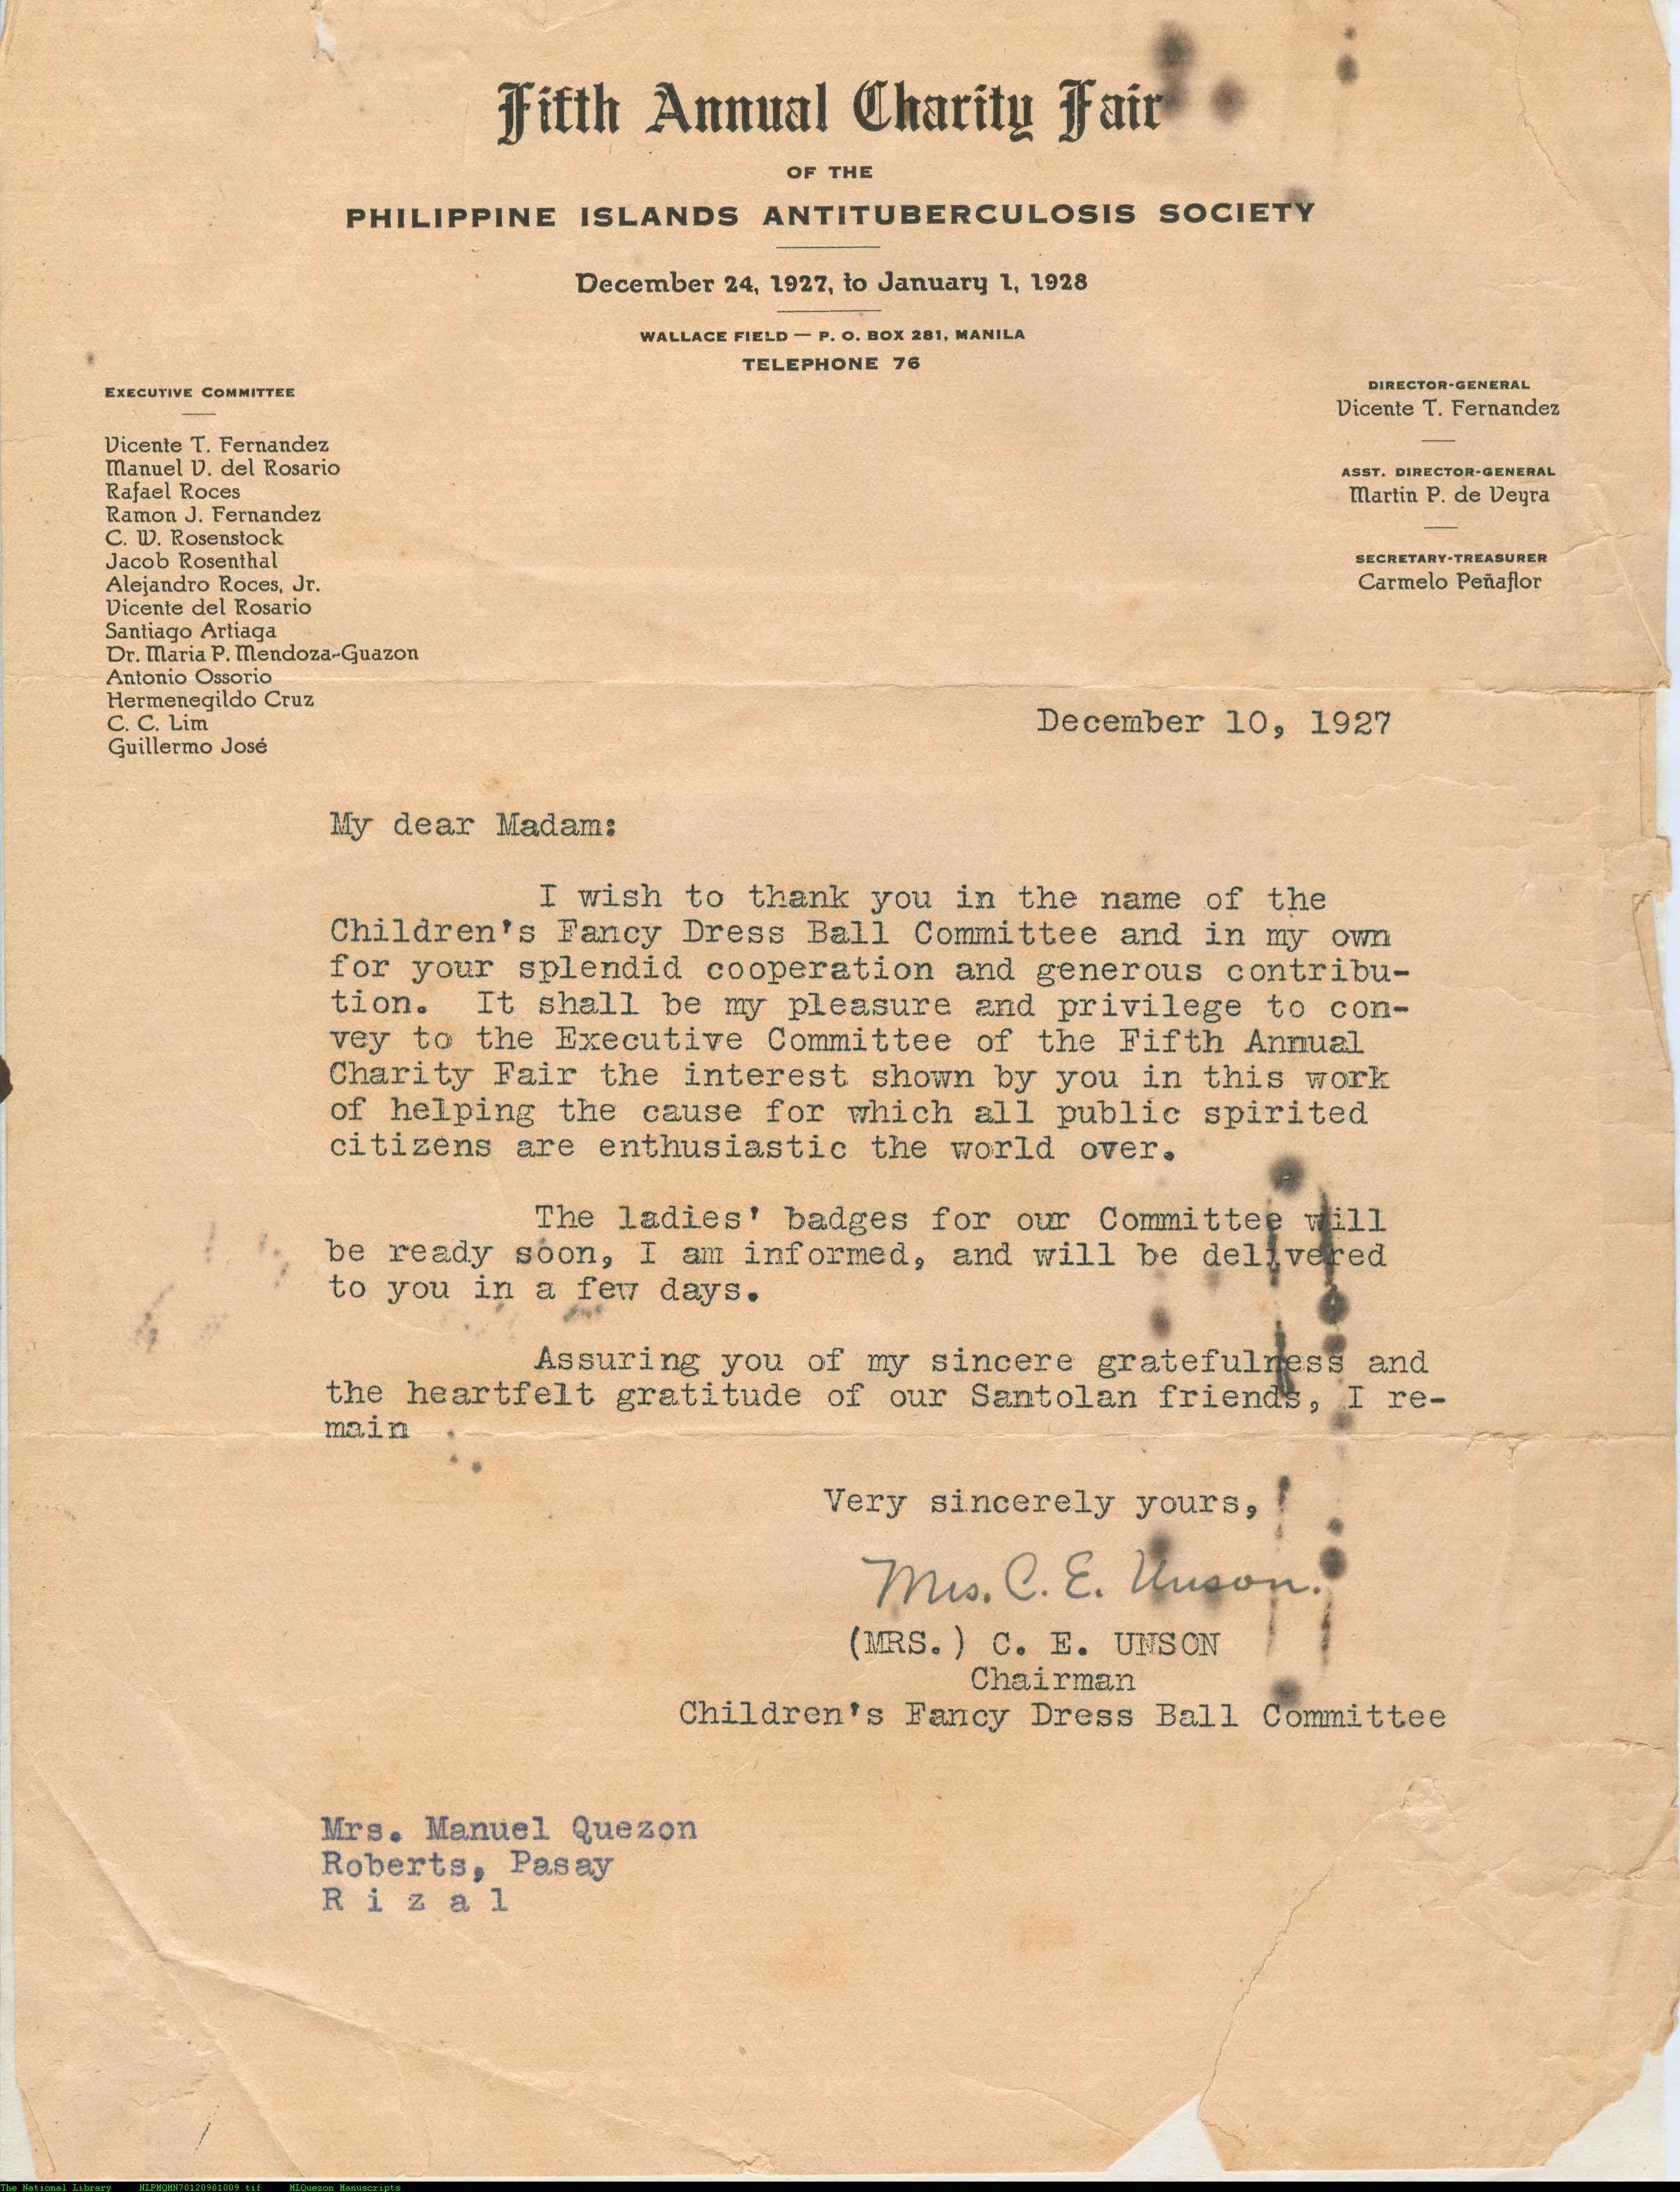 Fifth Annual Charity Fair
OF THE
PHILIPPINE ISLANDS ANTITUBERCULOSIS SOCIETY
December 24, 1927, to January 1, 1928
WALLACE FIELD — P. O. BOX 281, MANILA
TELEPHONE 76
EXECUTIVE COMMITTEE
Vicente T. Fernandez
Manuel V. del Rosario
Rafael Roces
Ramon J. Fernandez
C. W. Rosenstock
Jacob Rosenthal
Alejandro Roces, Jr.
Vicente del Rosario
Santiago Artiaga
Dr. Maria P. Mendoza-Guazon
Antonio Ossorio
Hermenegildo Cruz
C. C. Lim
Guillermo José
DIRECTOR-GENERAL
Vicente T. Fernandez
ASST. DIRECTOR-GENERAL
Martin P. de Veyra
SECRETARY-TREASURER
Carmelo Peñaflor
December 10, 1927
My dear Madam:
I wish to thank you in the name of the
Children's Fancy Dress Ball Committee and in my own
for your splendid cooperation and generous contribu-
tion. It shall be my pleasure and privilege to con-
vey to the Executive Committee of the Fifth Annual
Charity Fair the interest shown by you in this work
of helping the cause for which all public spirited
citizens are enthusiastic the world over.
The ladies' badges for our Committee will
be ready soon, I am informed, and will be delivered
to you in a few days.
Assuring you of my sincere gratefulness and
the heartfelt gratitude of our Santolan friends, I re-
main
Very sincerely yours,
Mrs. C. E. Unson.
(MRS.) C. E. UNSON
Chairman
Children's Fancy Dress Ball Committee
Mrs. Manuel Quezon
Roberts, Pasay
R i z a l
The National Library NLPMQMN70120901009.tif MLQuezon Manuscripts